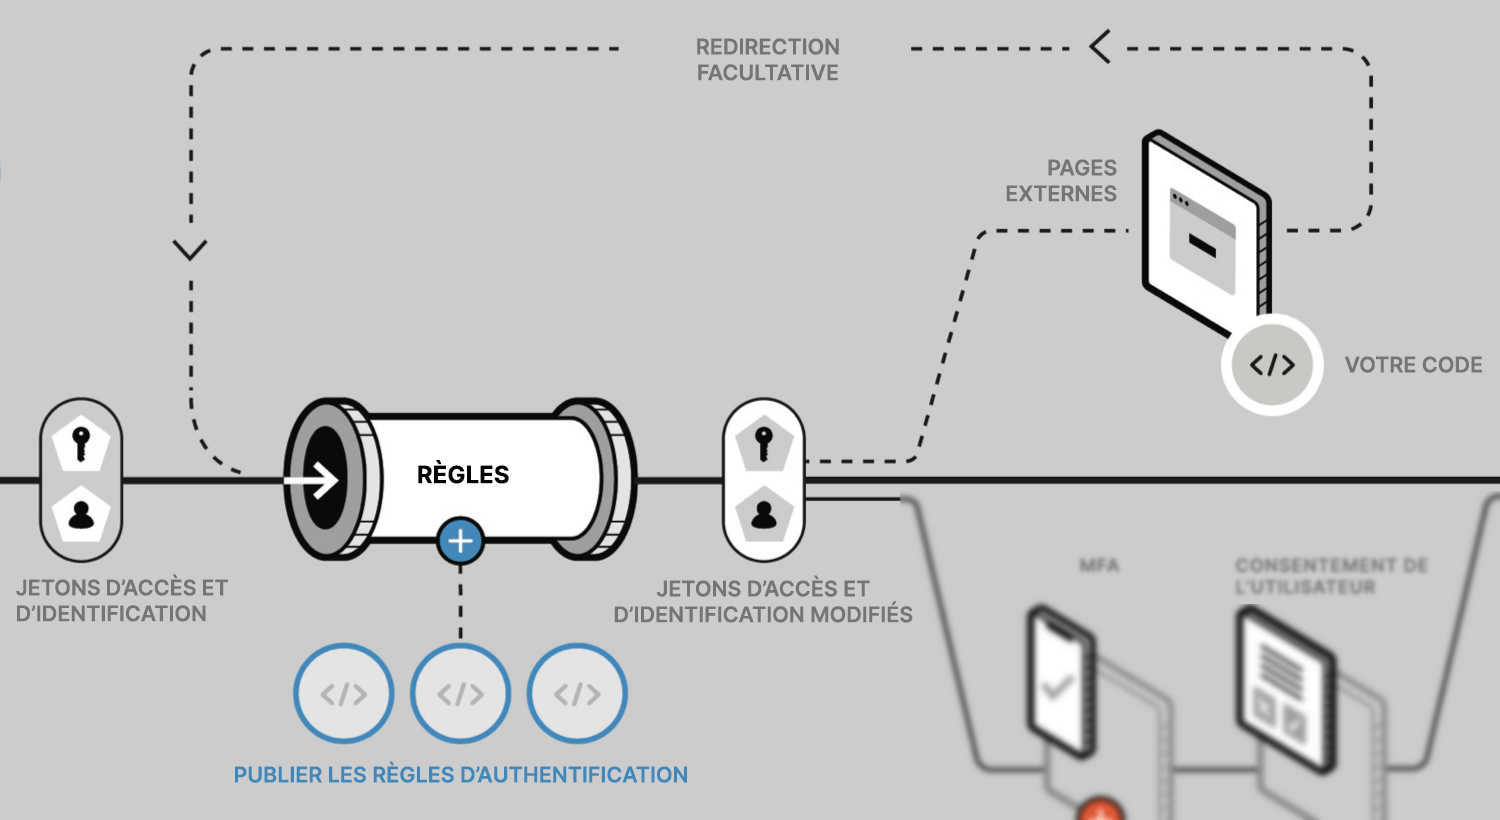 REDIRECTION
FACULTATIVE
PAGES
EXTERNES
VOTRE CODE
RÈGLES
JETONS D’ACCÈS ET
D’IDENTIFICATION
JETONS D’ACCÈS ET
D’IDENTIFICATION MODIFIÉS
MFA
CONSENTEMENT DE
L’UTILISATEUR
PUBLIER LES RÈGLES D’AUTHENTIFICATION